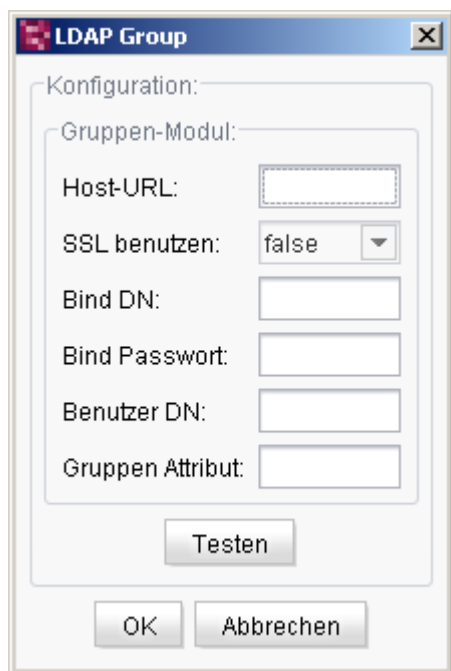 LDAP Group
Konfiguration:
Gruppen-Modul:
Host-URL:
SSL benutzen: false
Bind DN:
Bind Passwort:
Benutzer DN:
Gruppen Attribut:
Testen
OK Abbrechen